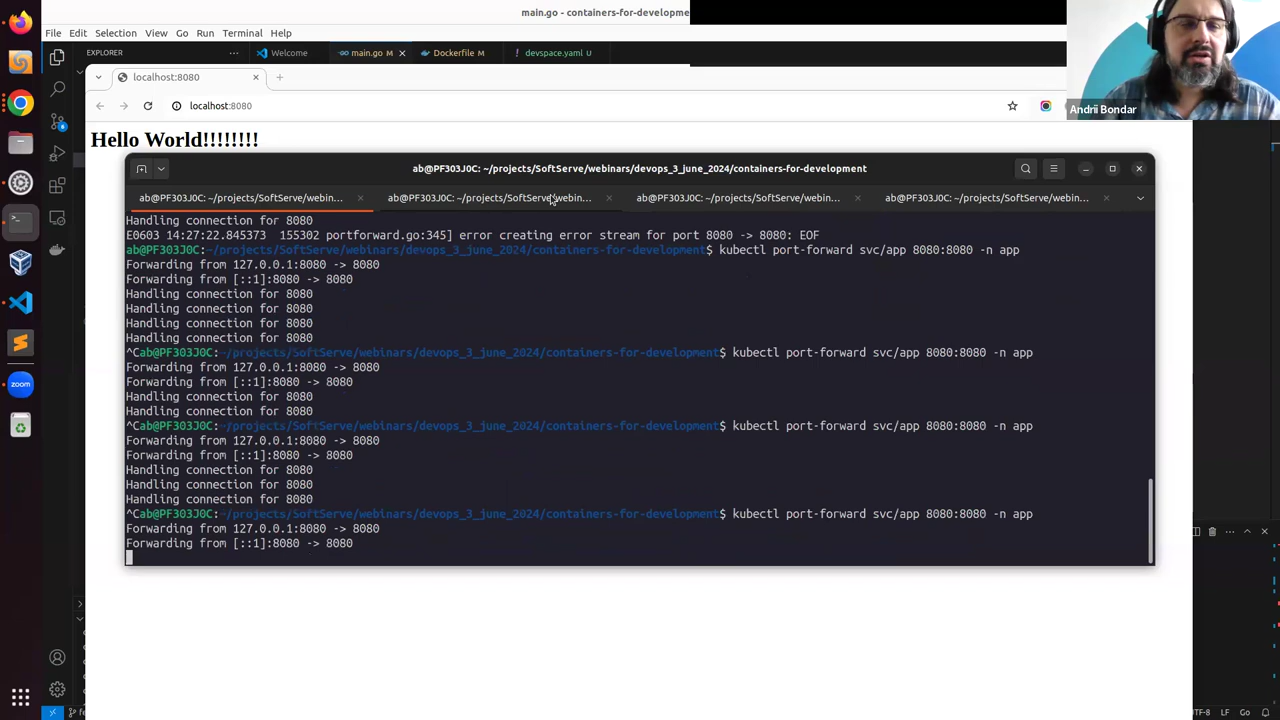 main.go - containers-for-developme
File Edit Selection View Go Run Terminal Help
EXPLORER ··· Welcome main.go M Dockerfile M devspace.yaml U
localhost:8080
localhost:8080
Andrii Bondar
Hello World!!!!!!!!
ab@PF303J0C: ~/projects/SoftServe/webinars/devops_3_june_2024/containers-for-development
ab@PF303J0C: ~/projects/SoftServe/webin... ab@PF303J0C: ~/projects/SoftServe/webin... ab@PF303J0C: ~/projects/SoftServe/webin... ab@PF303J0C: ~/projects/SoftServe/webin...
Handling connection for 8080
E0603 14:27:22.845373 155302 portforward.go:345] error creating error stream for port 8080 -> 8080: EOF
ab@PF303J0C:~/projects/SoftServe/webinars/devops_3_june_2024/containers-for-development$ kubectl port-forward svc/app 8080:8080 -n app
Forwarding from 127.0.0.1:8080 -> 8080
Forwarding from [::1]:8080 -> 8080
Handling connection for 8080
Handling connection for 8080
Handling connection for 8080
Handling connection for 8080
^Cab@PF303J0C:~/projects/SoftServe/webinars/devops_3_june_2024/containers-for-development$ kubectl port-forward svc/app 8080:8080 -n app
Forwarding from 127.0.0.1:8080 -> 8080
Forwarding from [::1]:8080 -> 8080
Handling connection for 8080
Handling connection for 8080
^Cab@PF303J0C:~/projects/SoftServe/webinars/devops_3_june_2024/containers-for-development$ kubectl port-forward svc/app 8080:8080 -n app
Forwarding from 127.0.0.1:8080 -> 8080
Forwarding from [::1]:8080 -> 8080
Handling connection for 8080
Handling connection for 8080
Handling connection for 8080
^Cab@PF303J0C:~/projects/SoftServe/webinars/devops_3_june_2024/containers-for-development$ kubectl port-forward svc/app 8080:8080 -n app
Forwarding from 127.0.0.1:8080 -> 8080
Forwarding from [::1]:8080 -> 8080
zoom
UTF-8 LF Go